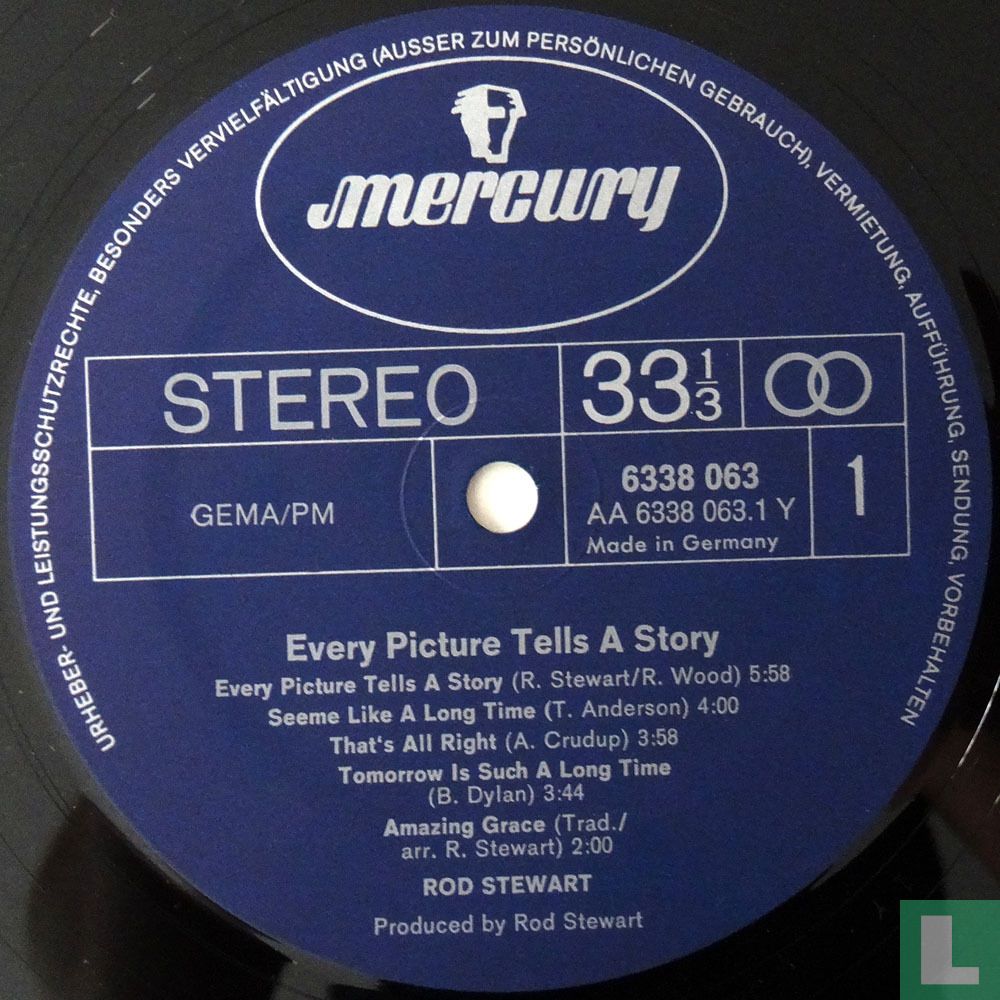 URHEBER- UND LEISTUNGSSCHUTZRECHTE, BESONDERS VERVIELFÄLTIGUNG (AUSSER ZUM PERSÖNLICHEN GEBRAUCH), VERMIETUNG, AUFFÜHRUNG, SENDUNG, VORBEHALTEN
mercury
STEREO 33 1/3
GEMA/PM
6338 063
AA 6338 063.1 Y
Made in Germany
1
Every Picture Tells A Story
Every Picture Tells A Story (R. Stewart/R. Wood) 5:58
Seeme Like A Long Time (T. Anderson) 4:00
That's All Right (A. Crudup) 3:58
Tomorrow Is Such A Long Time
(B. Dylan) 3:44
Amazing Grace (Trad./
arr. R. Stewart) 2:00
ROD STEWART
Produced by Rod Stewart
L